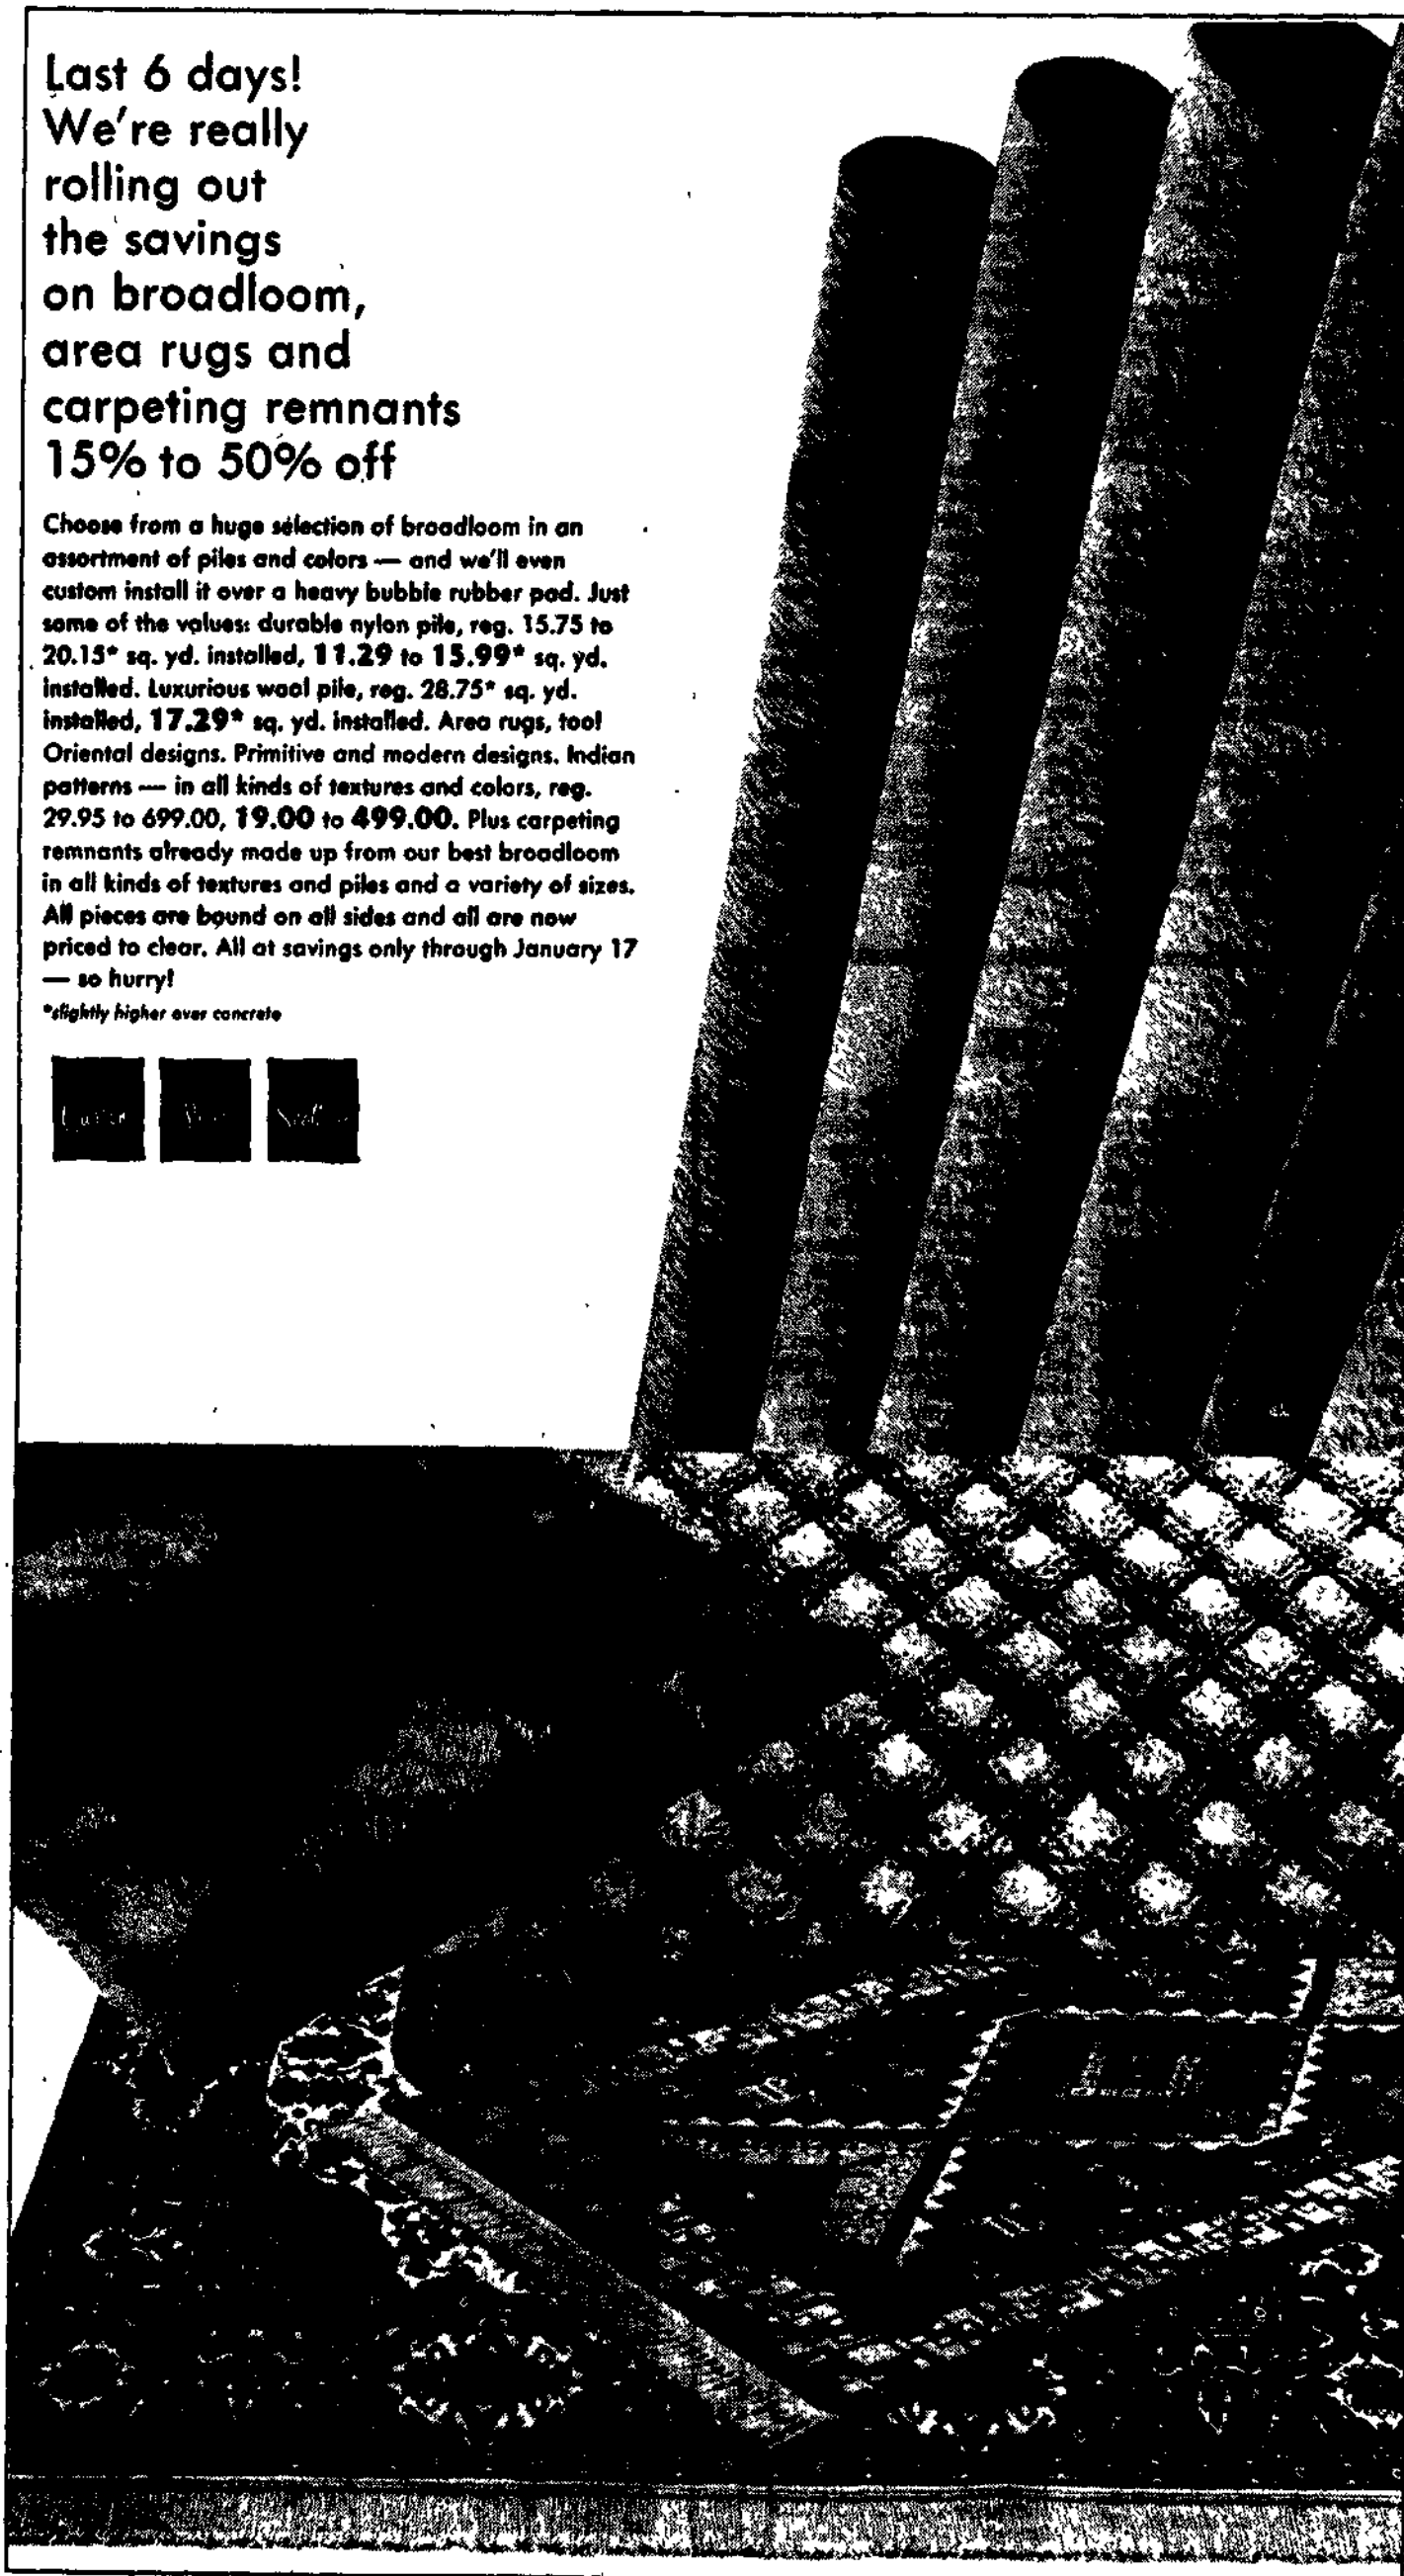 Last 6 days!
We're really
rolling out
the savings
on broadloom,
area rugs and
carpeting remnants
15% to 50% off
Choose from a huge selection of broadloom in an
assortment of piles and colors — and we'll even
custom install it over a heavy bubble rubber pad. Just
some of the values: durable nylon pile, reg. 15.75 to
20.15* sq. yd. installed, 11.29 to 15.99* sq. yd.
installed. Luxurious wool pile, reg. 28.75* sq. yd.
installed, 17.29* sq. yd. installed. Area rugs, too!
Oriental designs. Primitive and modern designs. Indian
patterns — in all kinds of textures and colors, reg.
29.95 to 699.00, 19.00 to 499.00. Plus carpeting
remnants already made up from our best broadloom
in all kinds of textures and piles and a variety of sizes.
All pieces are bound on all sides and all are now
priced to clear. All at savings only through January 17
— so hurry!
*slightly higher over concrete